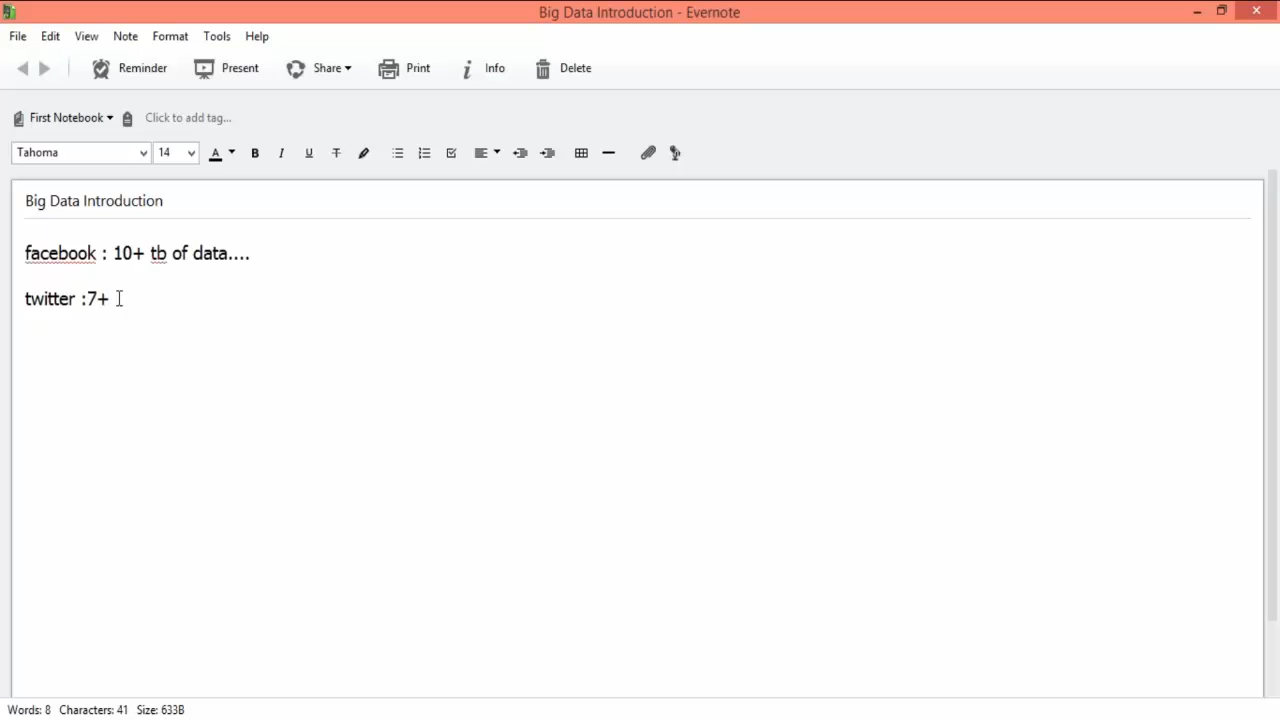 Big Data Introduction - Evernote
File Edit View Note Format Tools Help
Reminder Present Share Print Info Delete
First Notebook Click to add tag...
Tahoma 14 A B I U T
Big Data Introduction
facebook : 10+ tb of data....
twitter :7+
Words: 8 Characters: 41 Size: 633B